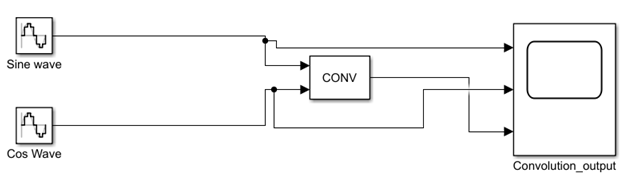 Sine wave
CONV
Cos Wave
Convolution_output